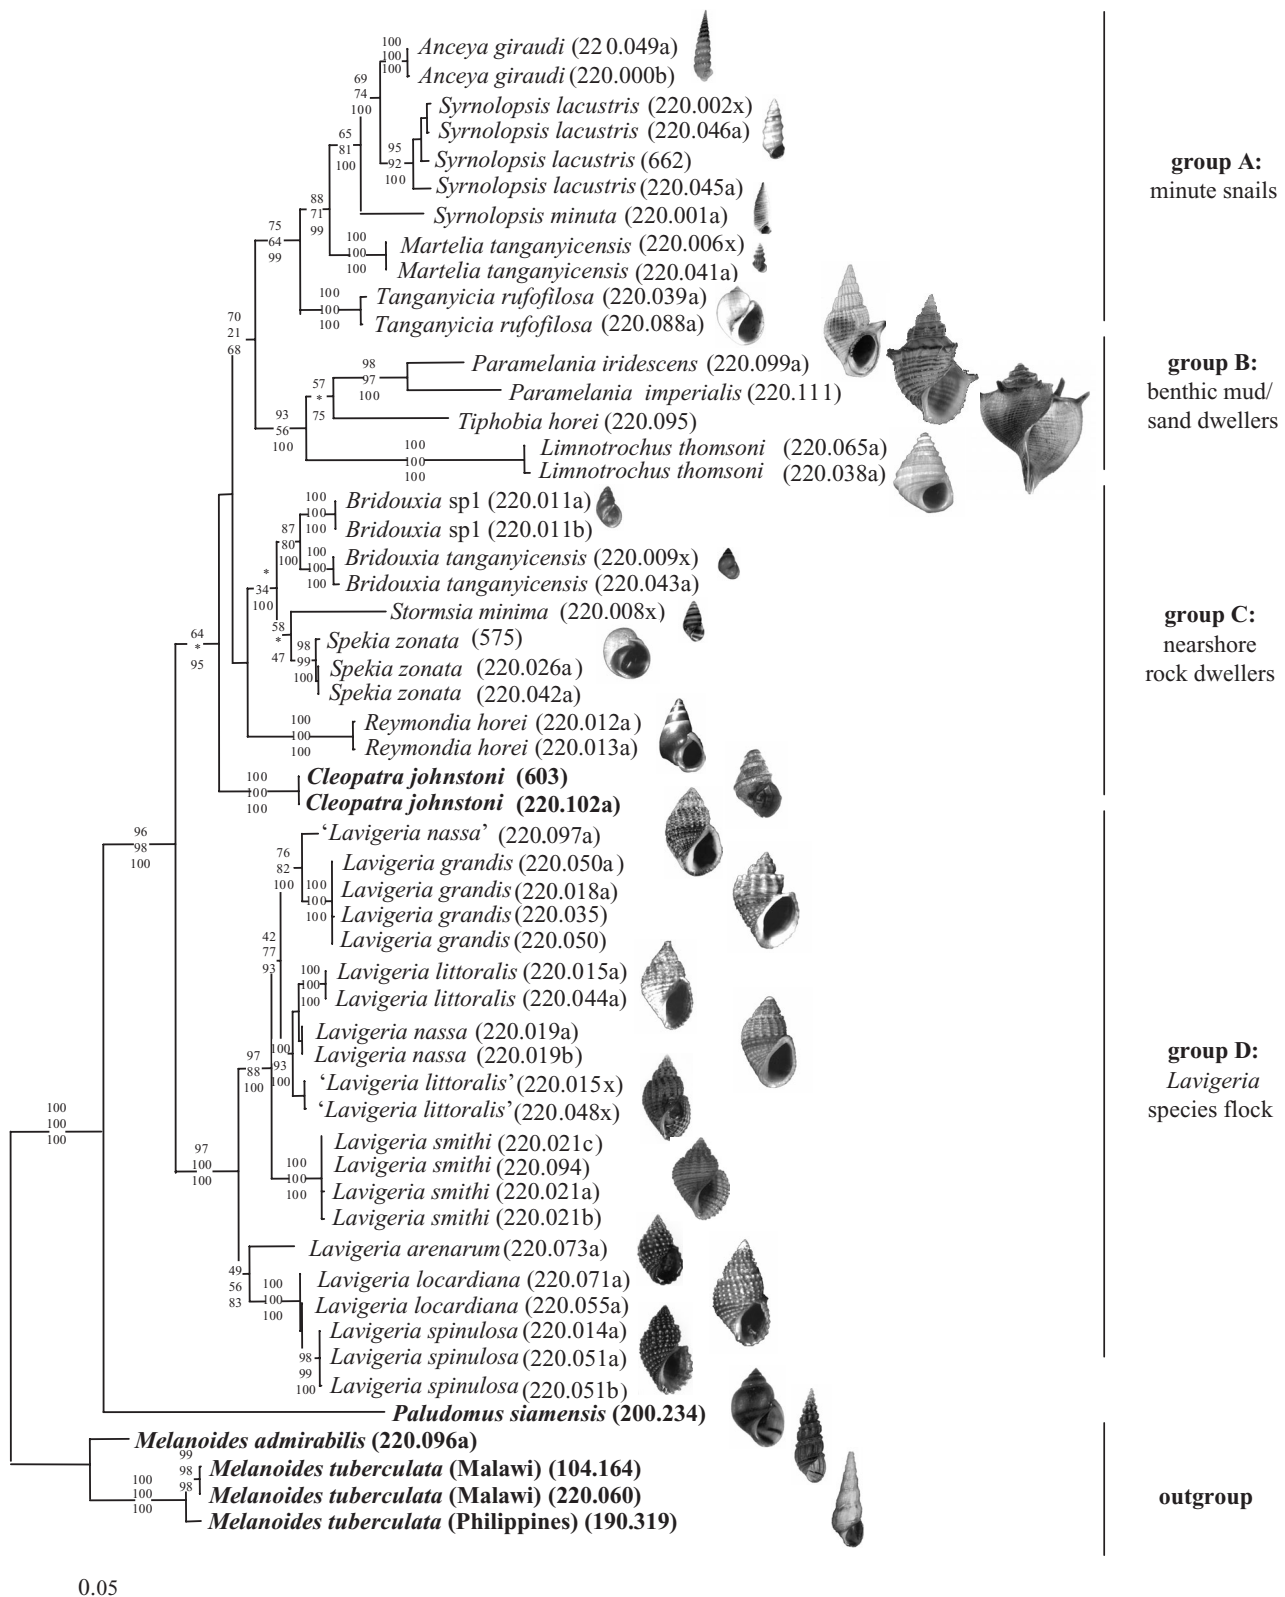 100
100
100
Anceya giraudi (220.049a)
Anceya giraudi (220.000b)
69
74
100
Syrnolopsis lacustris (220.002x)
Syrnolopsis lacustris (220.046a)
95
92
100
Syrnolopsis lacustris (662)
Syrnolopsis lacustris (220.045a)
65
81
100
Syrnolopsis minuta (220.001a)
88
71
99
100
100
100
Martelia tanganyicensis (220.006x)
Martelia tanganyicensis (220.041a)
75
64
99
100
100
100
Tanganyicia rufofilosa (220.039a)
Tanganyicia rufofilosa (220.088a)
group A:
minute snails
70
21
68
98
97
100
Paramelania iridescens (220.099a)
Paramelania imperialis (220.111)
57
*
75
Tiphobia horei (220.095)
93
56
100
100
100
100
Limnotrochus thomsoni (220.065a)
Limnotrochus thomsoni (220.038a)
group B:
benthic mud/
sand dwellers
100
100
Bridouxia sp1 (220.011a)
Bridouxia sp1 (220.011b)
87
80
100
100
100
Bridouxia tanganyicensis (220.009x)
Bridouxia tanganyicensis (220.043a)
*
34
100
Stormsia minima (220.008x)
58
*
47
98
99
100
Spekia zonata (575)
Spekia zonata (220.026a)
Spekia zonata (220.042a)
64
*
95
100
100
100
Reymondia horei (220.012a)
Reymondia horei (220.013a)
100
100
100
Cleopatra johnstoni (603)
Cleopatra johnstoni (220.102a)
group C:
nearshore
rock dwellers
96
98
100
76
82
100
'Lavigeria nassa' (220.097a)
100
100
100
Lavigeria grandis (220.050a)
Lavigeria grandis (220.018a)
Lavigeria grandis (220.035)
Lavigeria grandis (220.050)
42
77
93
100
100
100
Lavigeria littoralis (220.015a)
Lavigeria littoralis (220.044a)
100
93
100
Lavigeria nassa (220.019a)
Lavigeria nassa (220.019b)
97
88
100
'Lavigeria littoralis' (220.015x)
'Lavigeria littoralis' (220.048x)
100
100
100
Lavigeria smithi (220.021c)
Lavigeria smithi (220.094)
Lavigeria smithi (220.021a)
Lavigeria smithi (220.021b)
97
100
100
Lavigeria arenarum (220.073a)
49
56
83
100
100
100
Lavigeria locardiana (220.071a)
Lavigeria locardiana (220.055a)
98
99
100
Lavigeria spinulosa (220.014a)
Lavigeria spinulosa (220.051a)
Lavigeria spinulosa (220.051b)
group D:
Lavigeria
species flock
100
100
100
Paludomus siamensis (200.234)
Melanoides admirabilis (220.096a)
99
98
98
Melanoides tuberculata (Malawi) (104.164)
Melanoides tuberculata (Malawi) (220.060)
100
100
100
Melanoides tuberculata (Philippines) (190.319)
outgroup
0.05